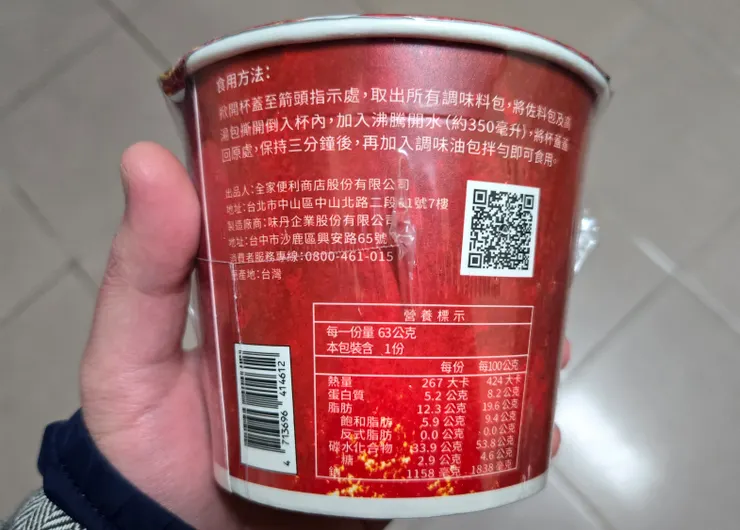 食用方法：
掀開杯蓋至箭頭指示處，取出所有調味料包，將佐料包及高
湯包撕開倒入杯內，加入沸騰開水（約350毫升），將杯蓋蓋
回原處，保持三分鐘後，再加入調味油包拌勻即可食用。
出品人：全家便利商店股份有限公司
地址：台北市中山區中山北路二段61號7樓
製造廠商：味丹企業股份有限公司
地址：台中市沙鹿區興安路65號
消費者服務專線：0800-461-015
原產地：台灣
營養標示
每一份量 63公克
本包裝含 1份
每份 每100公克
熱量 267 大卡 424 大卡
蛋白質 5.2 公克 8.2 公克
脂肪 12.3 公克 19.6 公克
飽和脂肪 5.9 公克 9.4 公克
反式脂肪 0.0 公克 0.0 公克
碳水化合物 33.9 公克 53.8 公克
糖 2.9 公克 4.6 公克
1158 毫克 1838 毫克
4 713696 414612